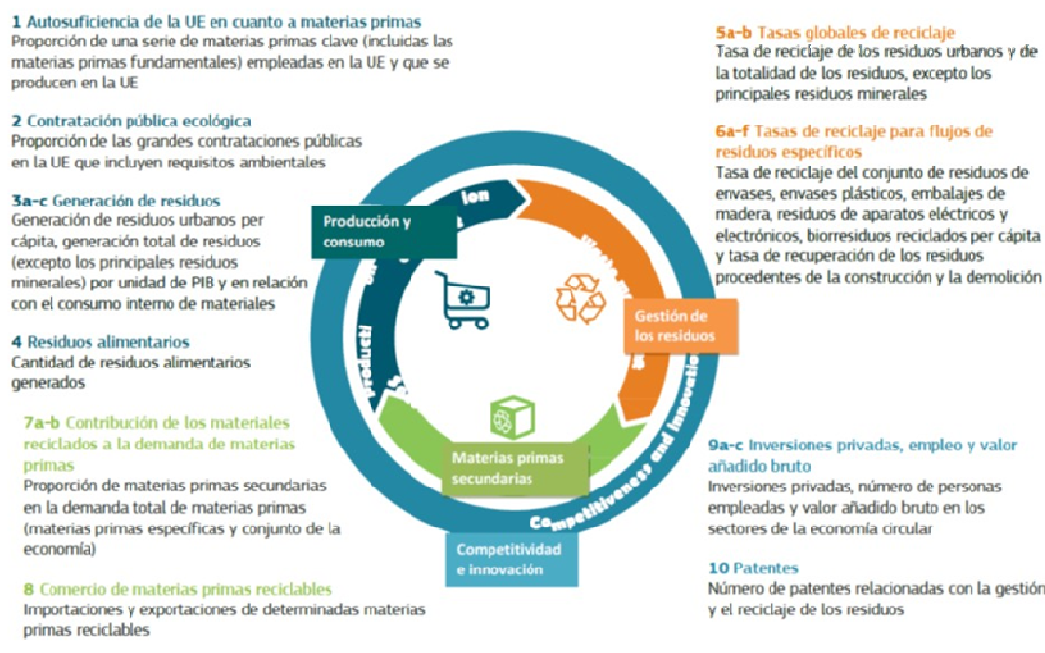 1 Autosuficiencia de la UE en cuanto a materias primas
Proporción de una serie de materias primas clave (incluidas las
materias primas fundamentales) empleadas en la UE y que se
producen en la UE
2 Contratación pública ecológica
Proporción de las grandes contrataciones públicas
en la UE que incluyen requisitos ambientales
3a-c Generación de residuos
Generación de residuos urbanos per
cápita, generación total de residuos
(excepto los principales residuos
minerales) por unidad de PIB y en relación
con el consumo interno de materiales
4 Residuos alimentarios
Cantidad de residuos alimentarios
generados
7a-b Contribución de los materiales
reciclados a la demanda de materias
primas
Proporción de materias primas secundarias
en la demanda total de materias primas
(materias primas específicas y conjunto de la
economía)
8 Comercio de materias primas reciclables
Importaciones y exportaciones de determinadas materias
primas reciclables
Producción y
consumo
Gestión de
los residuos
Materias primas
secundarias
Competitiveness and innovation
Competitividad
e innovación
5a-b Tasas globales de reciclaje
Tasa de reciclaje de los residuos urbanos y de
la totalidad de los residuos, excepto los
principales residuos minerales
6a-f Tasas de reciclaje para flujos de
residuos específicos
Tasa de reciclaje del conjunto de residuos de
envases, envases plásticos, embalajes de
madera, residuos de aparatos eléctricos y
electrónicos, biorresiduos reciclados per cápita
y tasa de recuperación de los residuos
procedentes de la construcción y la demolición
9a-c Inversiones privadas, empleo y valor
añadido bruto
Inversiones privadas, número de personas
empleadas y valor añadido bruto en los
sectores de la economía circular
10 Patentes
Número de patentes relacionadas con la gestión
y el reciclaje de los residuos